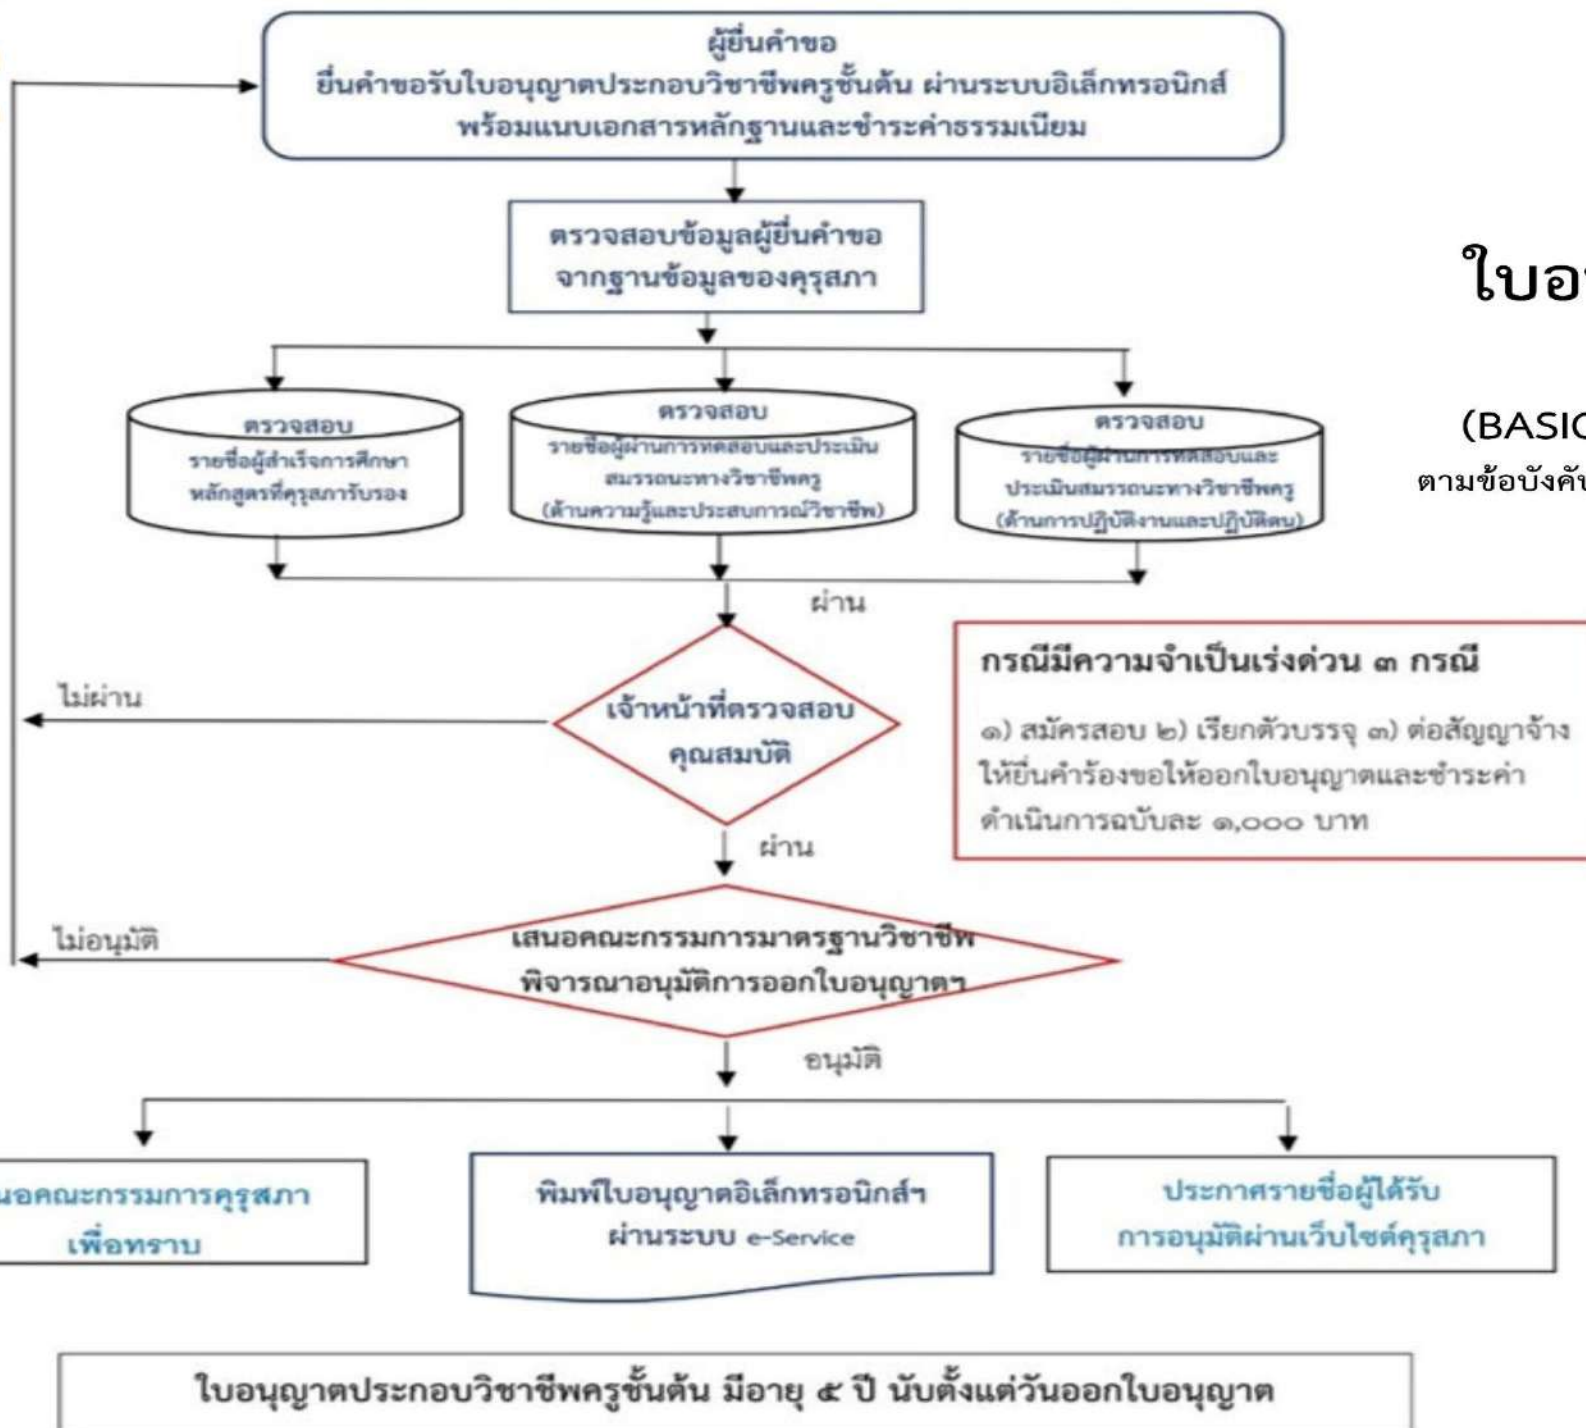 ผู้ยื่นคำขอ
ยื่นคำขอรับใบอนุญาตประกอบวิชาชีพครูชั้นต้น ผ่านระบบอิเล็กทรอนิกส์
พร้อมแนบเอกสารหลักฐานและชำระค่าธรรมเนียม
ตรวจสอบข้อมูลผู้ยื่นคำขอ
จากฐานข้อมูลของคุรุสภา
ใบอ
(BASIC
ตามข้อบังคับ
ตรวจสอบ
รายชื่อผู้สำเร็จการศึกษา
หลักสูตรที่คุรุสภารับรอง
ตรวจสอบ
รายชื่อผู้ผ่านการทดสอบและประเมิน
สมรรถนะทางวิชาชีพครู
(ด้านความรู้และประสบการณ์วิชาชีพ)
ตรวจสอบ
รายชื่อผู้ผ่านการทดสอบและ
ประเมินสมรรถนะทางวิชาชีพครู
(ด้านการปฏิบัติงานและปฏิบัติตน)
ผ่าน
ไม่ผ่าน
เจ้าหน้าที่ตรวจสอบ
คุณสมบัติ
กรณีมีความจำเป็นเร่งด่วน ๓ กรณี
๑) สมัครสอบ ๒) เรียกตัวบรรจุ ๓) ต่อสัญญาจ้าง
ให้ยื่นคำร้องขอให้ออกใบอนุญาตและชำระค่า
ดำเนินการฉบับละ ๑,๐๐๐ บาท
ผ่าน
ไม่อนุมัติ
เสนอคณะกรรมการมาตรฐานวิชาชีพ
พิจารณาอนุมัติการออกใบอนุญาตฯ
อนุมัติ
นอคณะกรรมการคุรุสภา
เพื่อทราบ
พิมพ์ใบอนุญาตอิเล็กทรอนิกส์ฯ
ผ่านระบบ e-Service
ประกาศรายชื่อผู้ได้รับ
การอนุมัติผ่านเว็บไซต์คุรุสภา
ใบอนุญาตประกอบวิชาชีพครูชั้นต้น มีอายุ ๕ ปี นับตั้งแต่วันออกใบอนุญาต